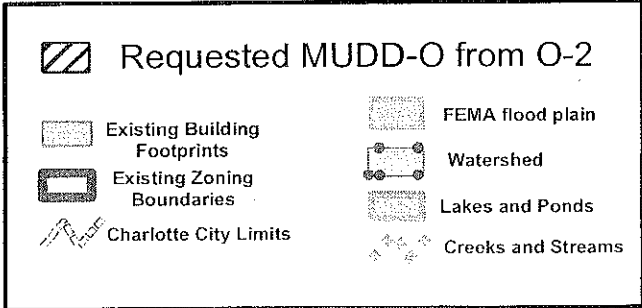 Requested MUDD-O from O-2
Existing Building
Footprints
Existing Zoning
Boundaries
Charlotte City Limits
FEMA flood plain
Watershed
Lakes and Ponds
Creeks and Streams